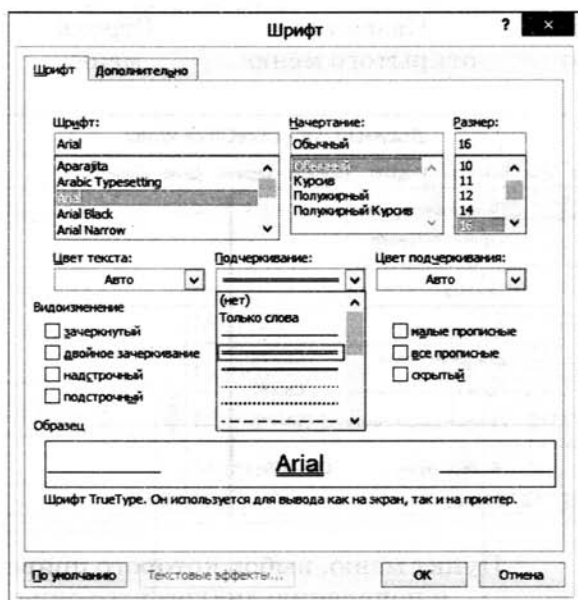 Шрифт ? ×
Шрифт Дополнительно
Шрифт: Начертание: Размер:
Arial Обычный 16
Aparajita Обычный 10
Arabic Typesetting Курсив 11
Arial Полужирный 12
Arial Black Полужирный Курсив 14
Arial Narrow 16
Цвет текста: Подчеркивание: Цвет подчеркивания:
Авто Авто
(нет)
Только слова
Видоизменение
зачеркнутый малые прописные
двойное зачеркивание все прописные
надстрочный скрытый
подстрочный
Образец
Arial
Шрифт TrueType. Он используется для вывода как на экран, так и на принтер.
По умолчанию Текстовые эффекты... ОК Отмена